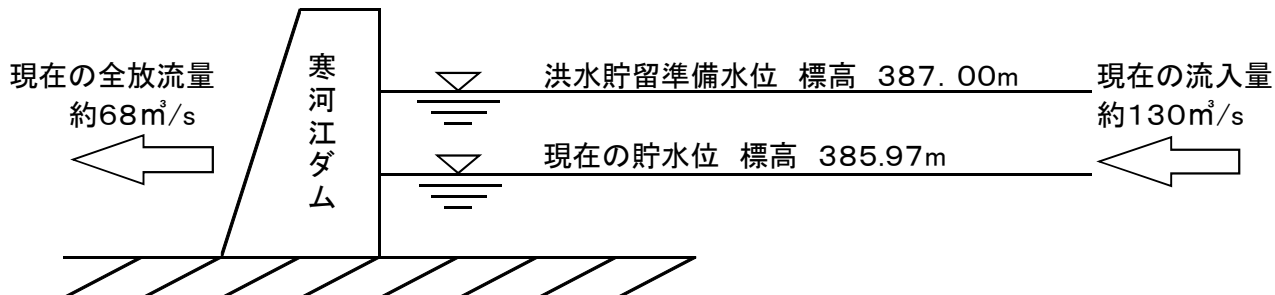 現在の全放流量
約68㎥/s
寒河江ダム
洪水貯留準備水位 標高 387.00m
現在の貯水位 標高 385.97m
現在の流入量
約130㎥/s